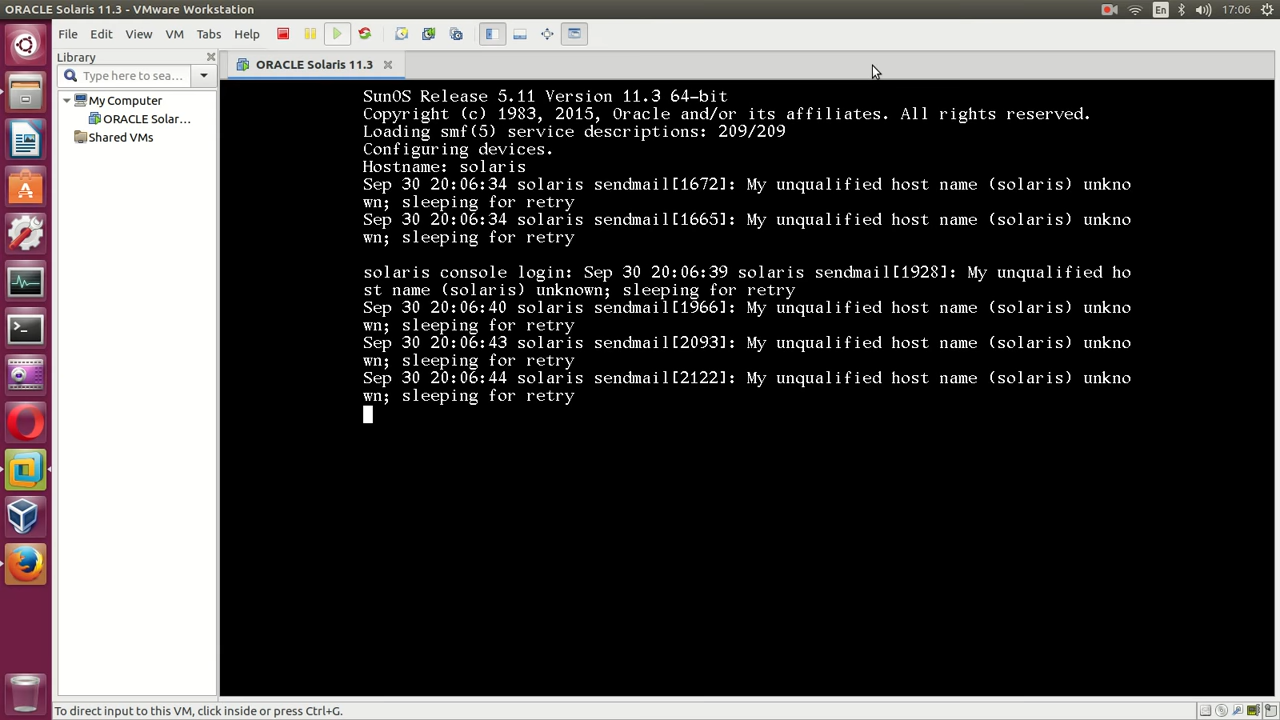 ORACLE Solaris 11.3 - VMware Workstation
En
17:06
File Edit View VM Tabs Help
Library
Type here to sea...
ORACLE Solaris 11.3
My Computer
ORACLE Solar...
Shared VMs
SunOS Release 5.11 Version 11.3 64-bit
Copyright (c) 1983, 2015, Oracle and/or its affiliates. All rights reserved.
Loading smf(5) service descriptions: 209/209
Configuring devices.
Hostname: solaris
Sep 30 20:06:34 solaris sendmail[1672]: My unqualified host name (solaris) unkno
wn; sleeping for retry
Sep 30 20:06:34 solaris sendmail[1665]: My unqualified host name (solaris) unkno
wn; sleeping for retry
solaris console login: Sep 30 20:06:39 solaris sendmail[1928]: My unqualified ho
st name (solaris) unknown; sleeping for retry
Sep 30 20:06:40 solaris sendmail[1966]: My unqualified host name (solaris) unkno
wn; sleeping for retry
Sep 30 20:06:43 solaris sendmail[2093]: My unqualified host name (solaris) unkno
wn; sleeping for retry
Sep 30 20:06:44 solaris sendmail[2122]: My unqualified host name (solaris) unkno
wn; sleeping for retry
To direct input to this VM, click inside or press Ctrl+G.